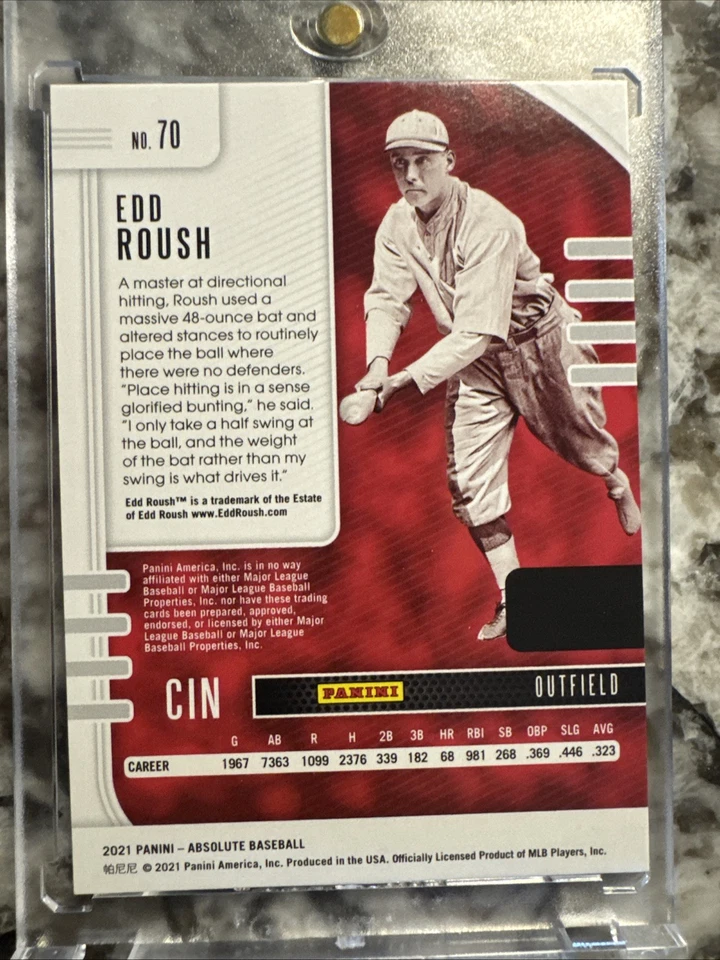 NO. 70
EDD
ROUSH
A master at directional
hitting, Roush used a
massive 48-ounce bat and
altered stances to routinely
place the ball where
there were no defenders.
"Place hitting is in a sense
glorified bunting," he said.
"I only take a half swing at
the ball, and the weight
of the bat rather than my
swing is what drives it."
Edd Roush™ is a trademark of the Estate
of Edd Roush www.EddRoush.com
Panini America, Inc. is in no way
affiliated with either Major League
Baseball or Major League Baseball
Properties, Inc. nor have these trading
cards been prepared, approved,
endorsed, or licensed by either Major
League Baseball or Major League
Baseball Properties, Inc.
CIN PANINI OUTFIELD
G AB R H 2B 3B HR RBI SB OBP SLG AVG
CAREER 1967 7363 1099 2376 339 182 68 981 268 .369 .446 .323
2021 PANINI – ABSOLUTE BASEBALL
帕尼尼 © 2021 Panini America, Inc. Produced in the USA. Officially Licensed Product of MLB Players, Inc.